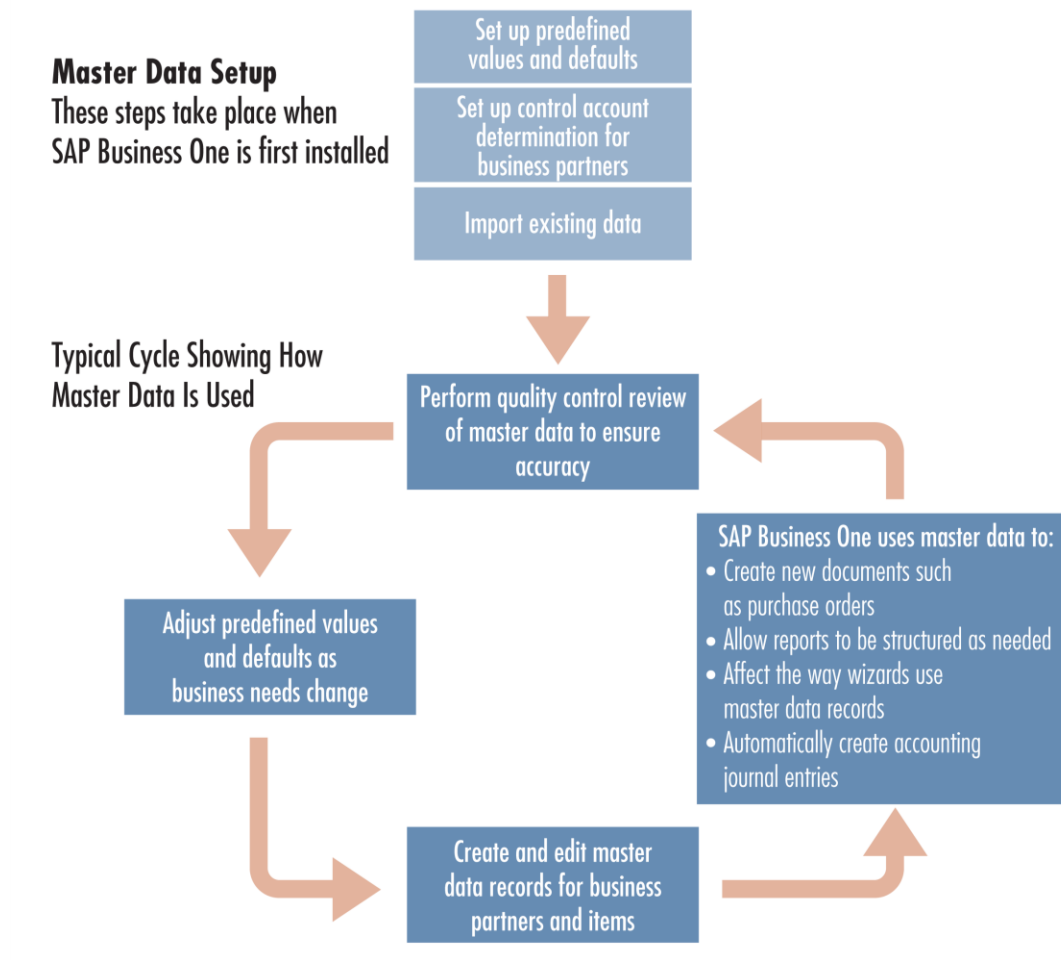 Master Data Setup
These steps take place when
SAP Business One is first installed
Set up predefined
values and defaults
Set up control account
determination for
business partners
Import existing data
Typical Cycle Showing How
Master Data Is Used
Perform quality control review
of master data to ensure
accuracy
Adjust predefined values
and defaults as
business needs change
Create and edit master
data records for business
partners and items
SAP Business One uses master data to:
• Create new documents such
as purchase orders
• Allow reports to be structured as needed
• Affect the way wizards use
master data records
• Automatically create accounting
journal entries